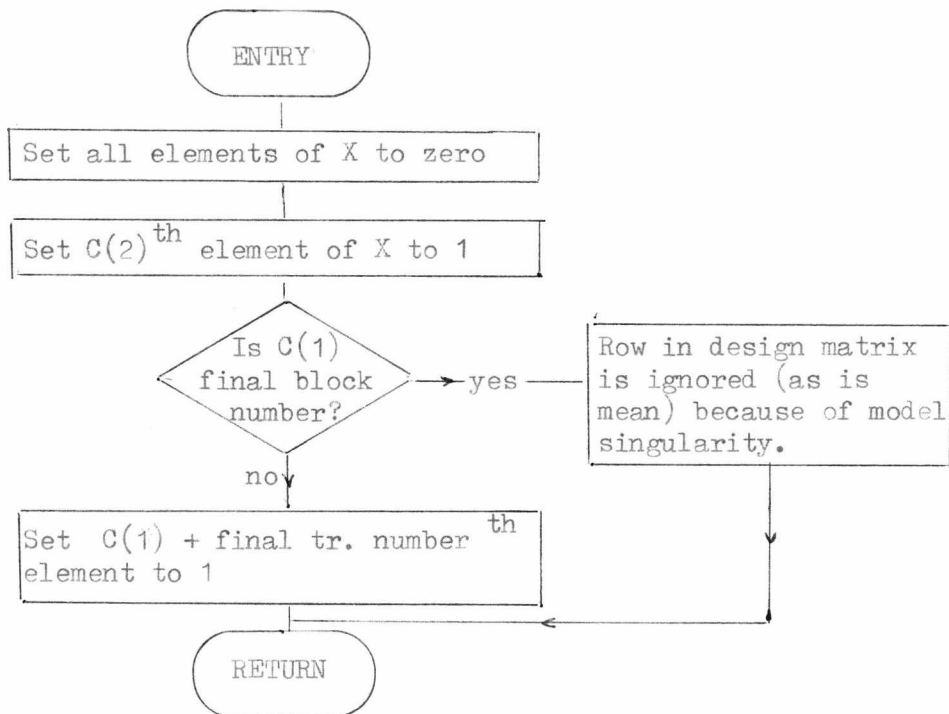 ENTRY
Set all elements of X to zero
Set C(2)th element of X to 1
Is C(1)
final block
number?
yes
Row in design matrix
is ignored (as is
mean) because of model
singularity.
no
Set C(1) + final tr. number th
element to 1
RETURN